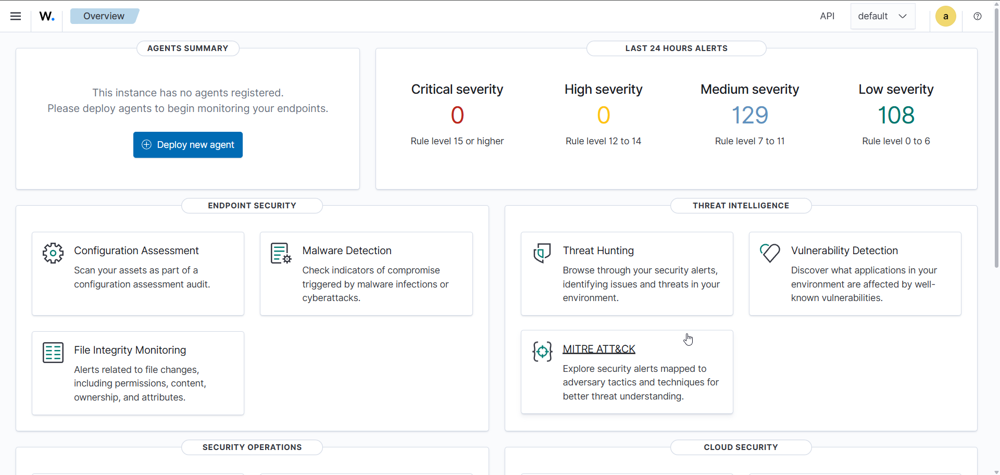 W.
Overview
API
default
a
AGENTS SUMMARY
This instance has no agents registered.
Please deploy agents to begin monitoring your endpoints.
Deploy new agent
LAST 24 HOURS ALERTS
Critical severity
0
Rule level 15 or higher
High severity
0
Rule level 12 to 14
Medium severity
129
Rule level 7 to 11
Low severity
108
Rule level 0 to 6
ENDPOINT SECURITY
Configuration Assessment
Scan your assets as part of a
configuration assessment audit.
Malware Detection
Check indicators of compromise
triggered by malware infections or
cyberattacks.
File Integrity Monitoring
Alerts related to file changes,
including permissions, content,
ownership, and attributes.
THREAT INTELLIGENCE
Threat Hunting
Browse through your security alerts,
identifying issues and threats in your
environment.
Vulnerability Detection
Discover what applications in your
environment are affected by well-
known vulnerabilities.
MITRE ATT&CK
Explore security alerts mapped to
adversary tactics and techniques for
better threat understanding.
SECURITY OPERATIONS
CLOUD SECURITY